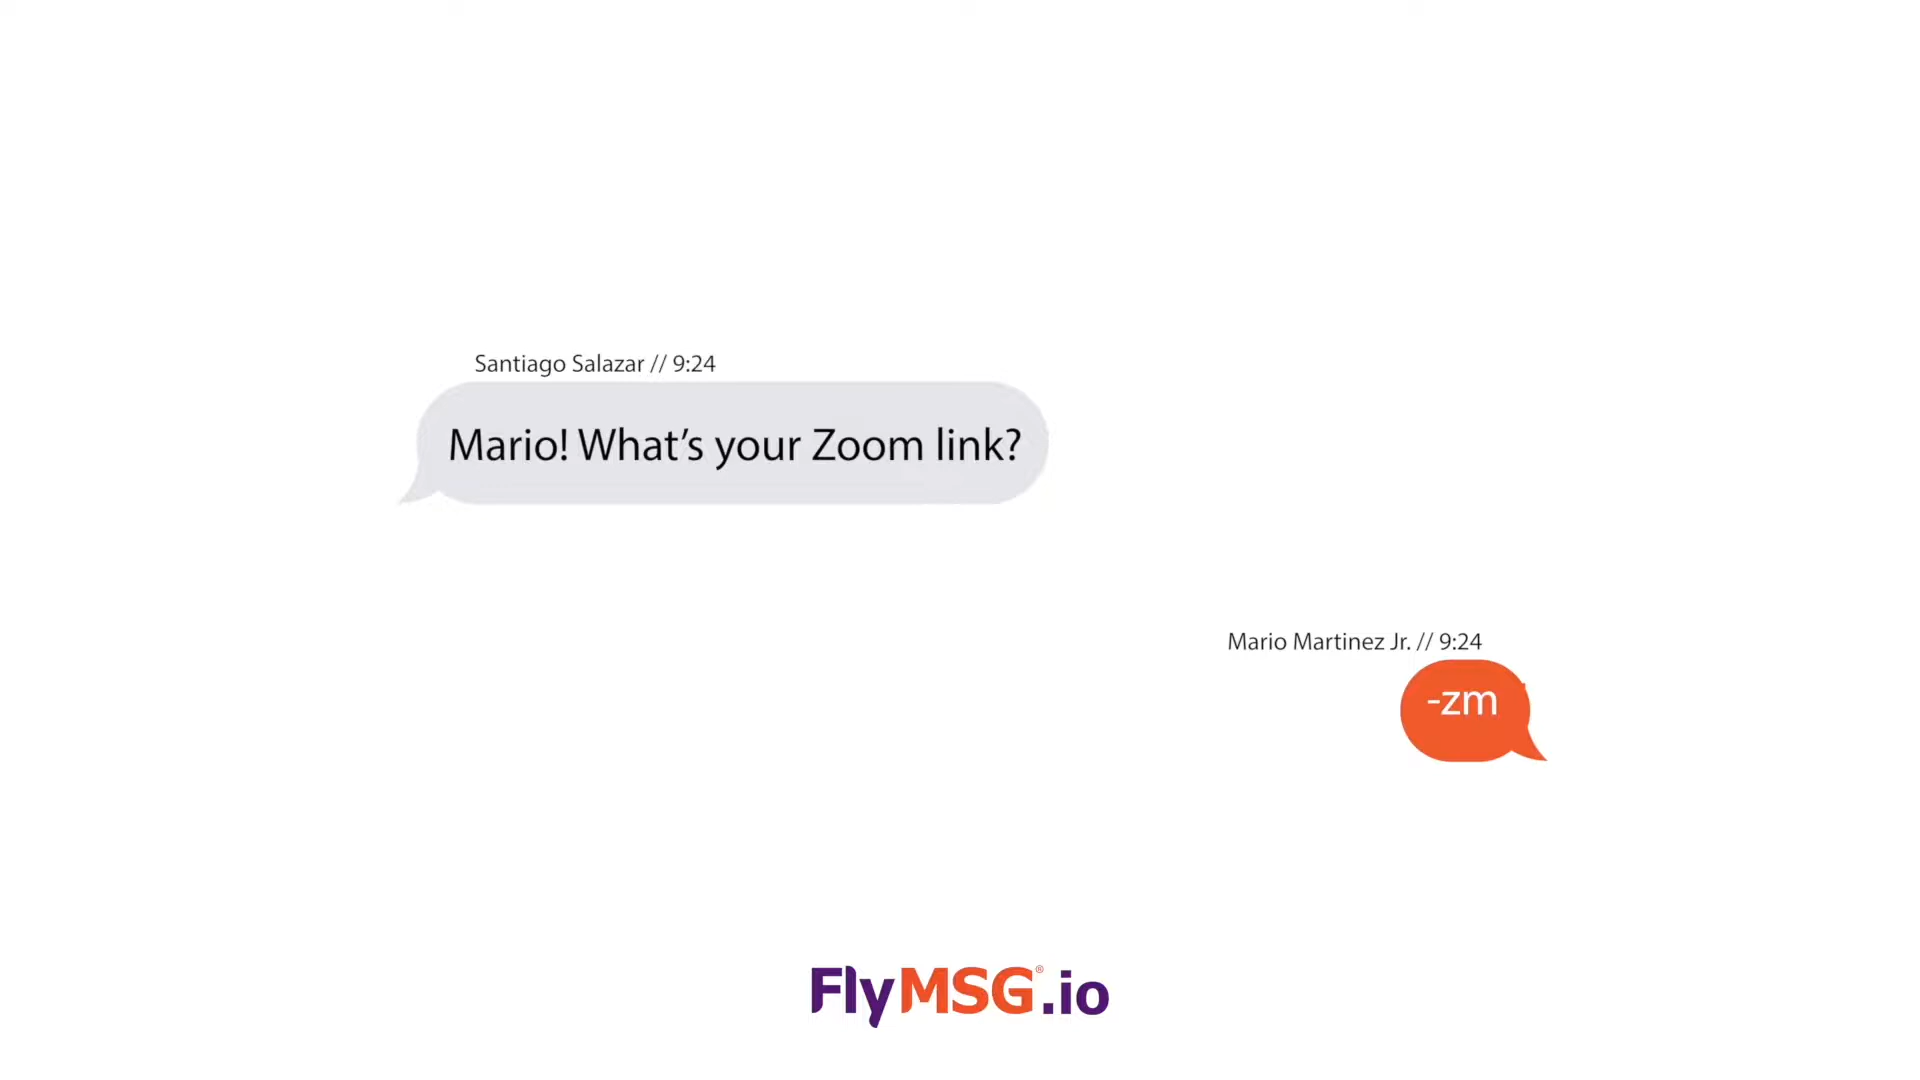 Santiago Salazar // 9:24
Mario! What’s your Zoom link?
Mario Martinez Jr. // 9:24
-zm
FlyMSG®.io